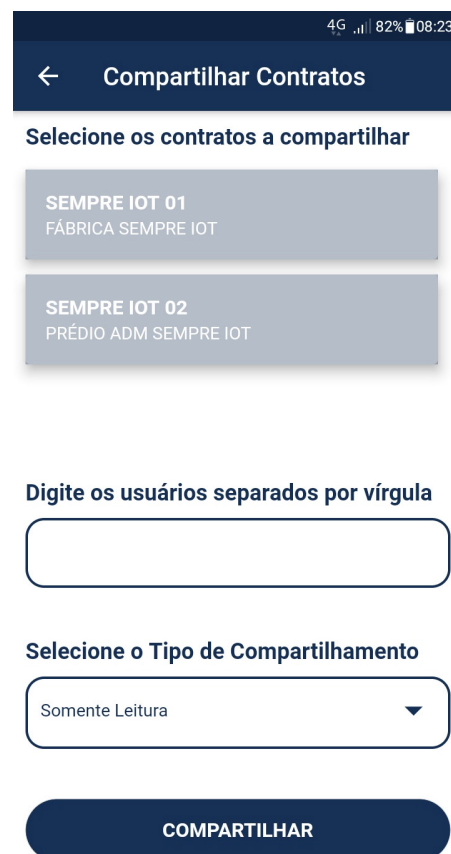 4G 82% 08:23
Compartilhar Contratos
Selecione os contratos a compartilhar
SEMPRE IOT 01
FÁBRICA SEMPRE IOT
SEMPRE IOT 02
PRÉDIO ADM SEMPRE IOT
Digite os usuários separados por vírgula
Selecione o Tipo de Compartilhamento
Somente Leitura
COMPARTILHAR